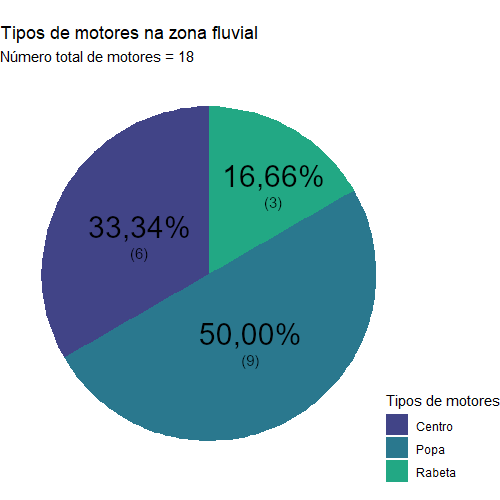 Tipos de motores na zona fluvial
Número total de motores = 18
16,66%
(3)
33,34%
(6)
50,00%
(9)
Tipos de motores
Centro
Popa
Rabeta